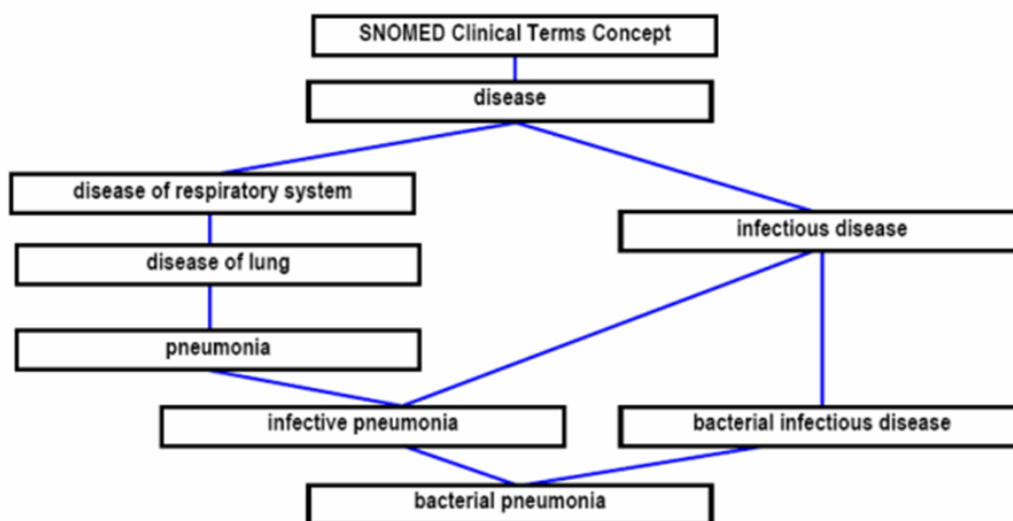 SNOMED Clinical Terms Concept
disease
disease of respiratory system
infectious disease
disease of lung
pneumonia
infective pneumonia
bacterial infectious disease
bacterial pneumonia